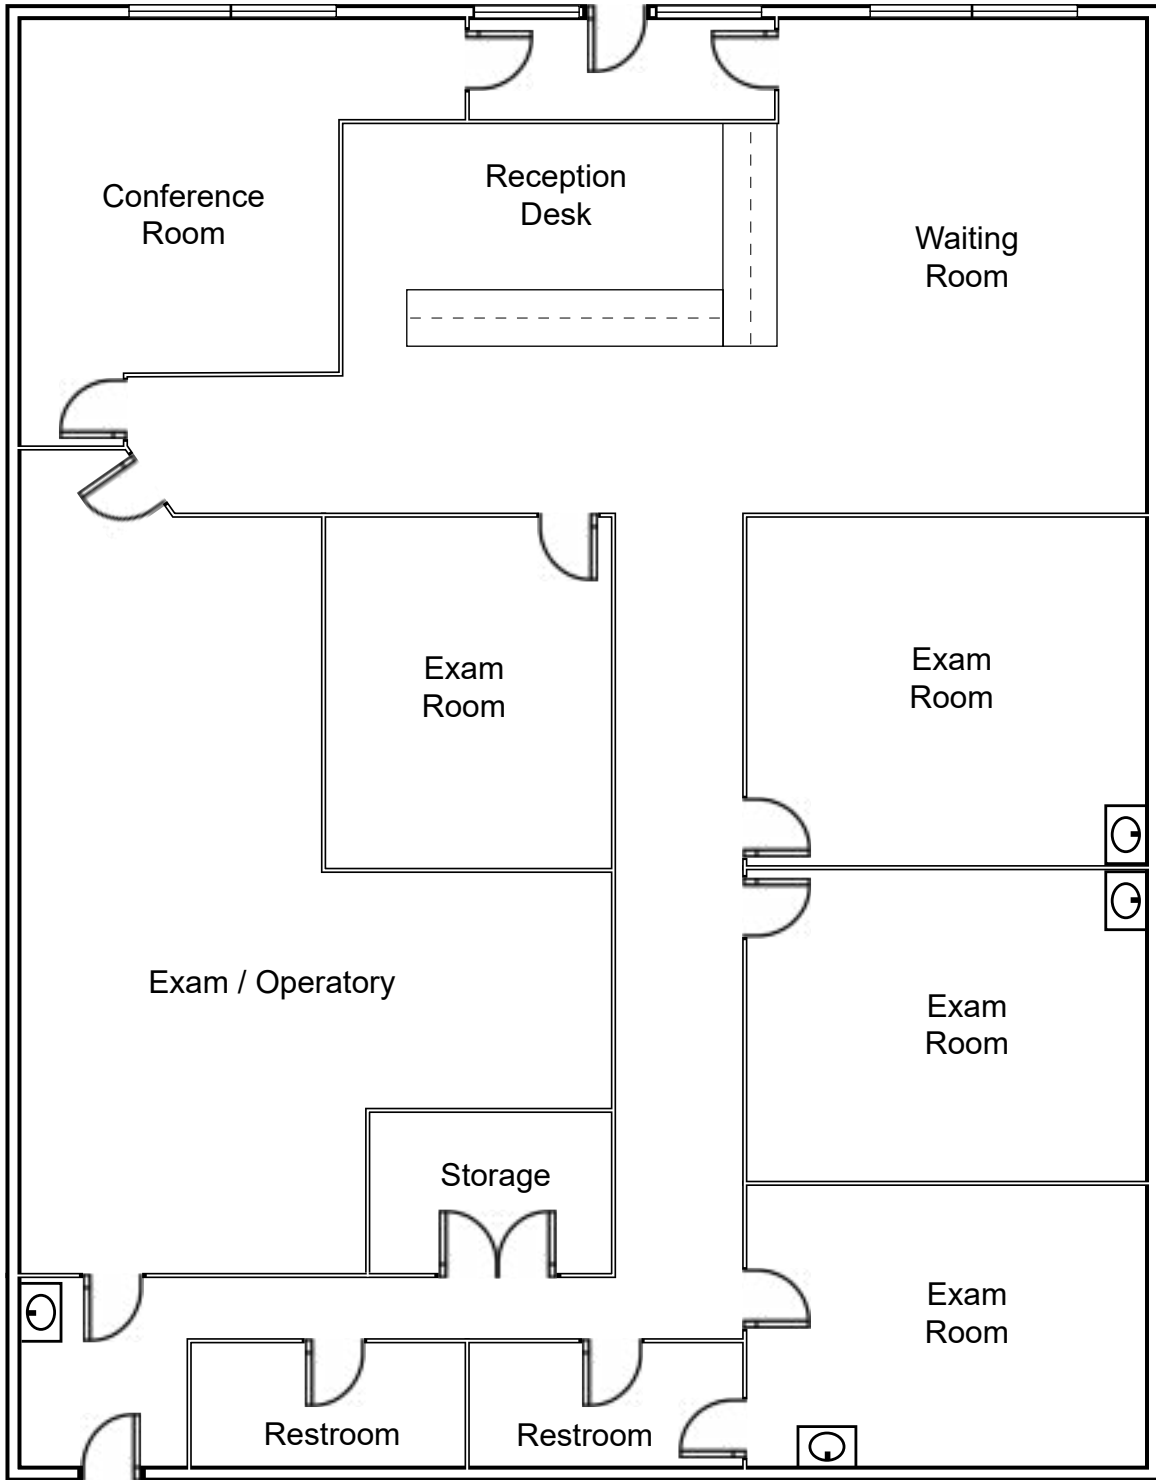 Conference
Room
Reception
Desk
Waiting
Room
Exam
Room
Exam
Room
Exam / Operatory
Exam
Room
Storage
Exam
Room
Restroom
Restroom